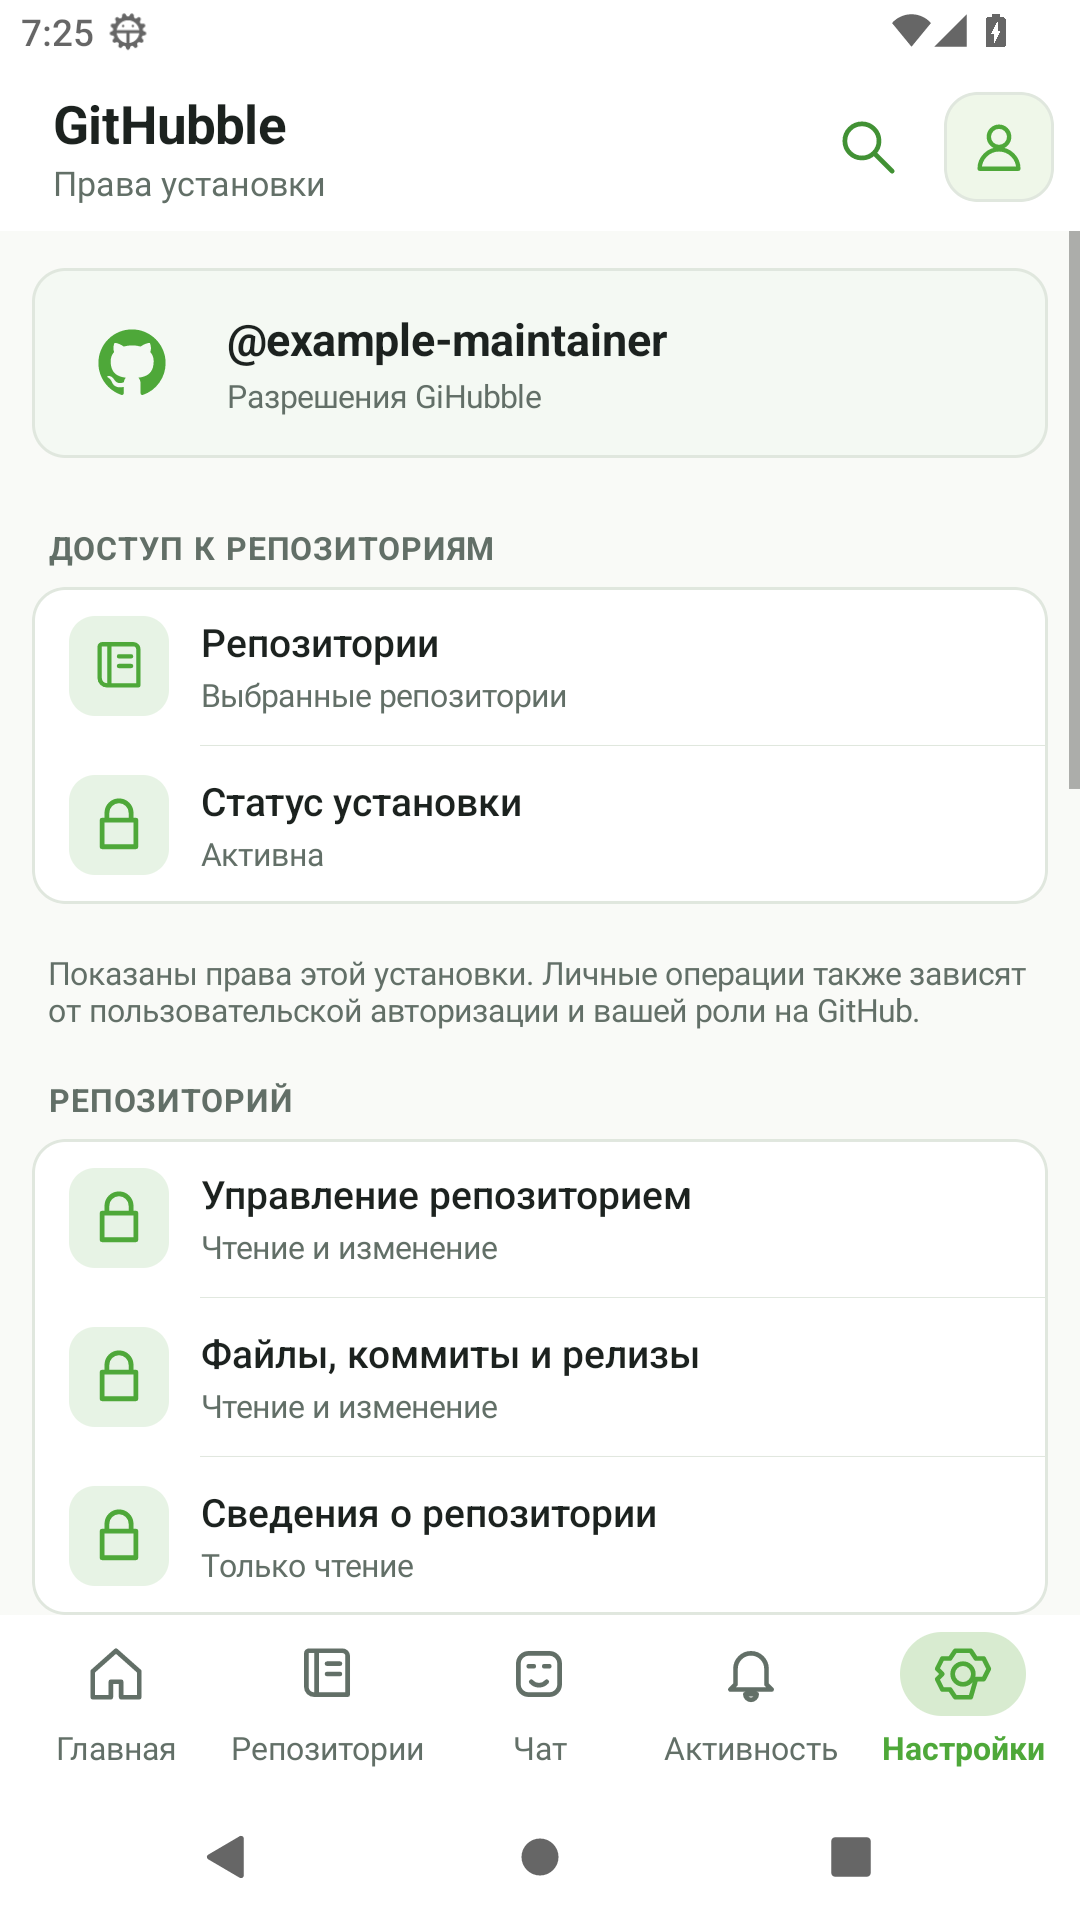 7:25
GitHubble
Права установки
@example-maintainer
Разрешения GiHubble
ДОСТУП К РЕПОЗИТОРИЯМ
Репозитории
Выбранные репозитории
Статус установки
Активна
Показаны права этой установки. Личные операции также зависят
от пользовательской авторизации и вашей роли на GitHub.
РЕПОЗИТОРИЙ
Управление репозиторием
Чтение и изменение
Файлы, коммиты и релизы
Чтение и изменение
Сведения о репозитории
Только чтение
Главная
Репозитории
Чат
Активность
Настройки